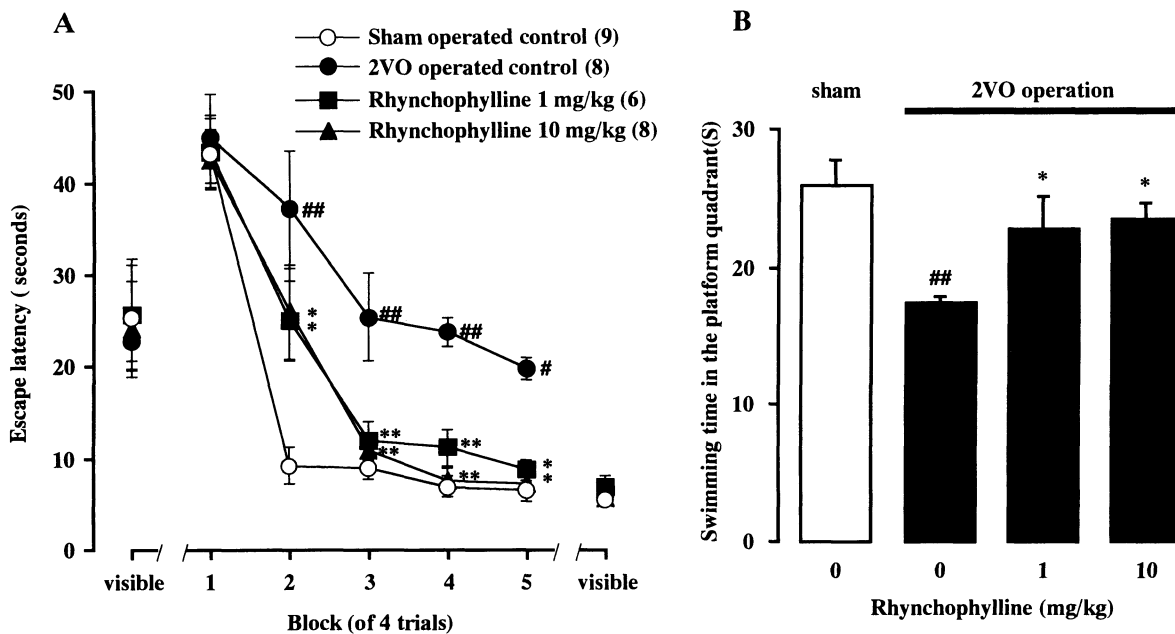 A
Sham operated control (9)
2VO operated control (8)
Rhynchophylline 1 mg/kg (6)
Rhynchophylline 10 mg/kg (8)
Escape latency ( seconds)
50
40
30
20
10
0
##
##
##
#
*
*
**
**
**
**
*
*
visible
1
2
3
4
5
visible
Block (of 4 trials)
B
sham
2VO operation
Swimming time in the platform quadrant(S)
30
20
10
0
##
*
*
0
0
1
10
Rhynchophylline (mg/kg)